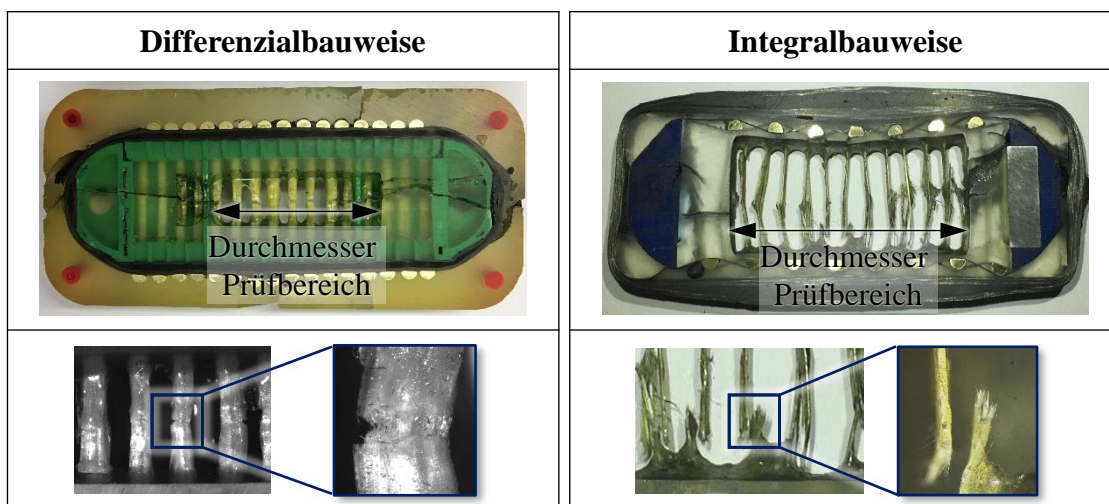 Differenzialbauweise
Integralbauweise
Durchmesser
Prüfbereich
Durchmesser
Prüfbereich